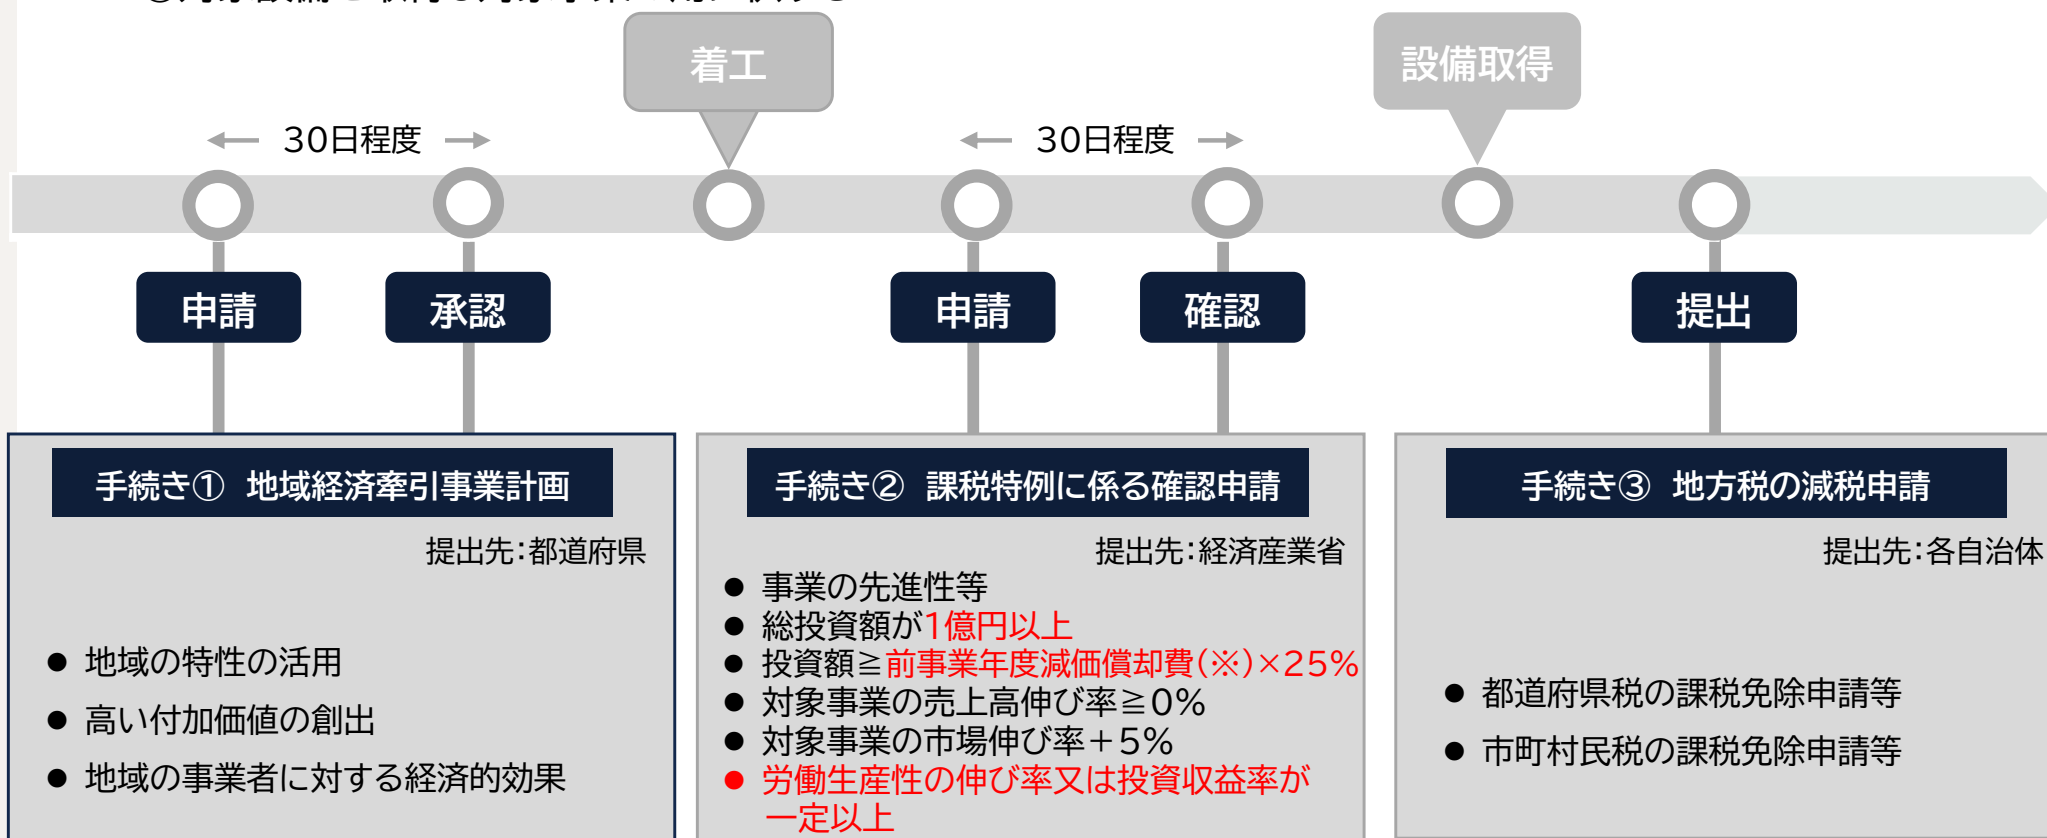 着工
設備取得
30日程度
30日程度
申請
承認
申請
確認
提出
手続き① 地域経済牽引事業計画
提出先：都道府県
● 地域の特性の活用
● 高い付加価値の創出
● 地域の事業者に対する経済的効果
手続き② 課税特例に係る確認申請
提出先：経済産業省
● 事業の先進性等
● 総投資額が1億円以上
● 投資額≧前事業年度減価償却費(※)×25%
● 対象事業の売上高伸び率≧0%
● 対象事業の市場伸び率＋5%
● 労働生産性の伸び率又は投資収益率が
一定以上
手続き③ 地方税の減税申請
提出先：各自治体
● 都道府県税の課税免除申請等
● 市町村民税の課税免除申請等